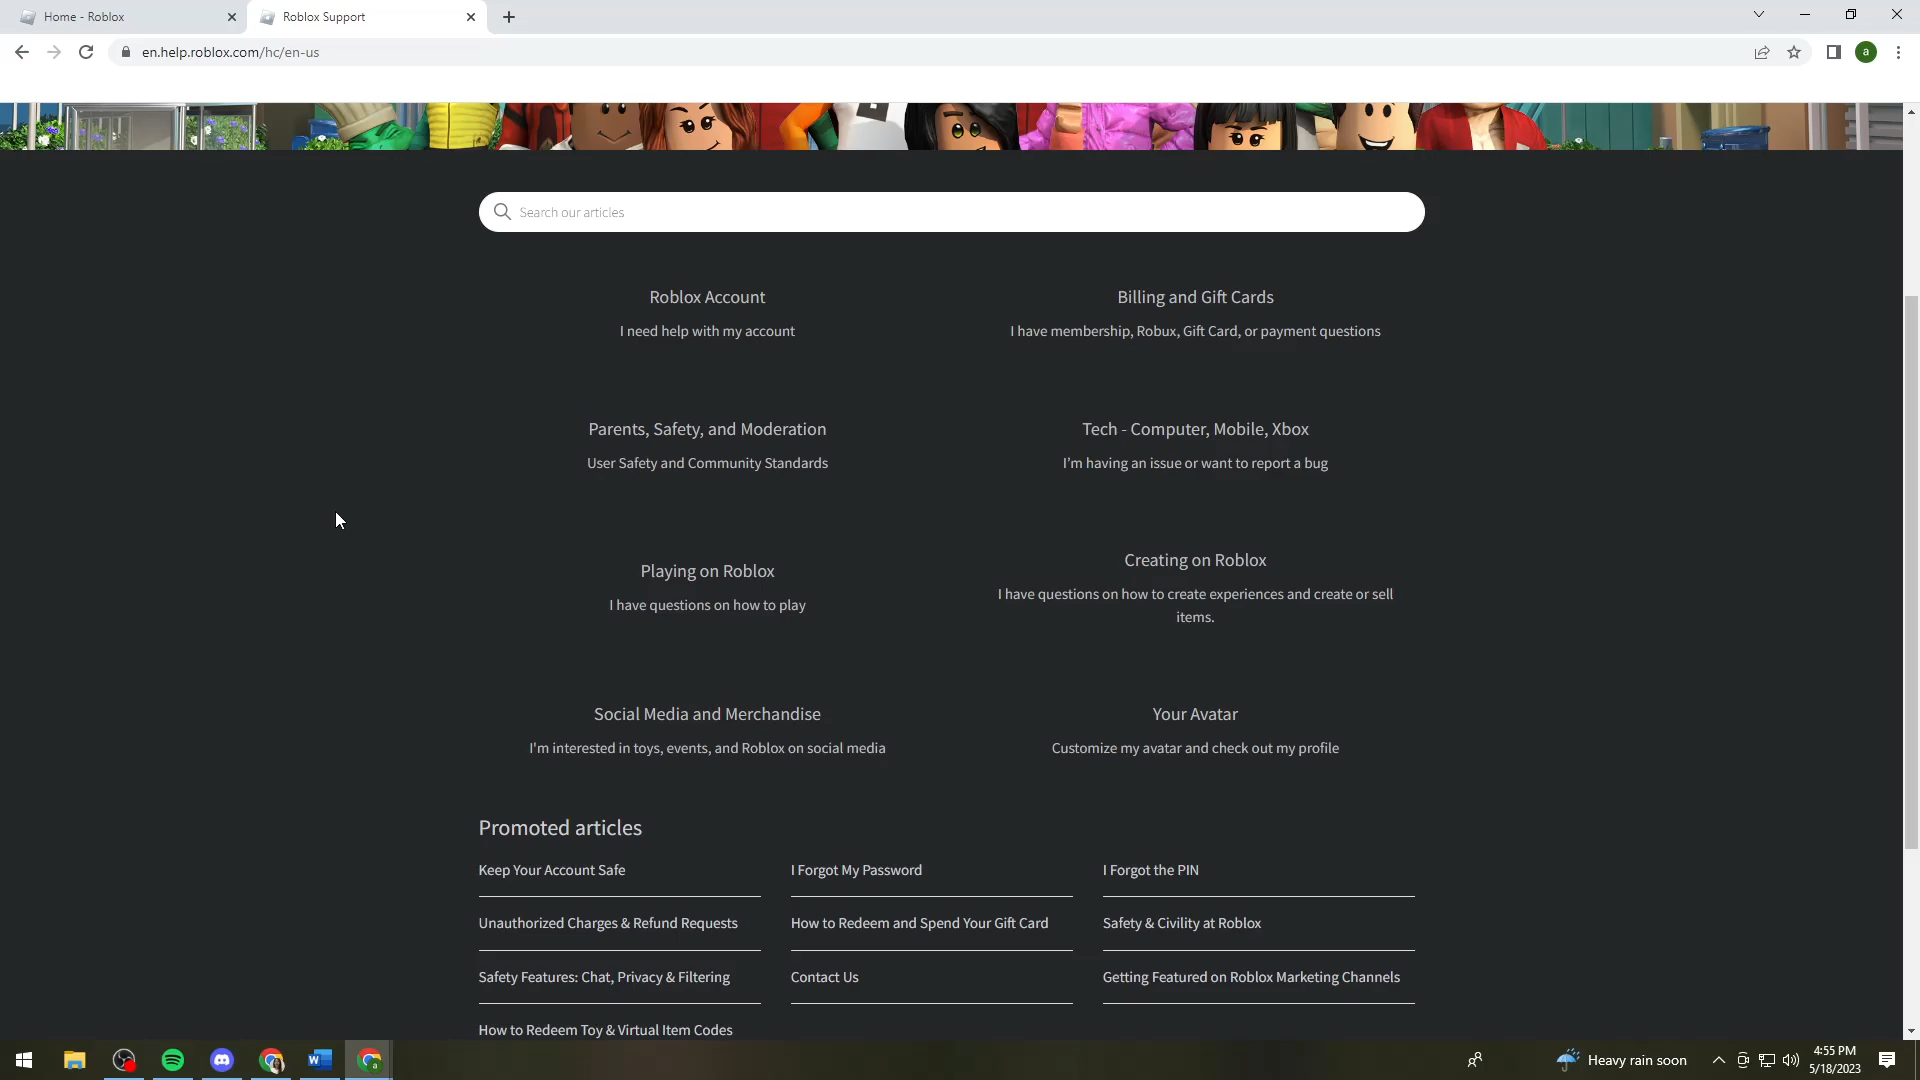 Home - Roblox
Roblox Support
en.help.roblox.com/hc/en-us
a
Search our articles
Roblox Account
I need help with my account
Billing and Gift Cards
I have membership, Robux, Gift Card, or payment questions
Parents, Safety, and Moderation
User Safety and Community Standards
Tech - Computer, Mobile, Xbox
I'm having an issue or want to report a bug
Playing on Roblox
I have questions on how to play
Creating on Roblox
I have questions on how to create experiences and create or sell
items.
Social Media and Merchandise
I'm interested in toys, events, and Roblox on social media
Your Avatar
Customize my avatar and check out my profile
Promoted articles
Keep Your Account Safe
I Forgot My Password
I Forgot the PIN
Unauthorized Charges & Refund Requests
How to Redeem and Spend Your Gift Card
Safety & Civility at Roblox
Safety Features: Chat, Privacy & Filtering
Contact Us
Getting Featured on Roblox Marketing Channels
How to Redeem Toy & Virtual Item Codes
Heavy rain soon
4:55 PM
5/18/2023